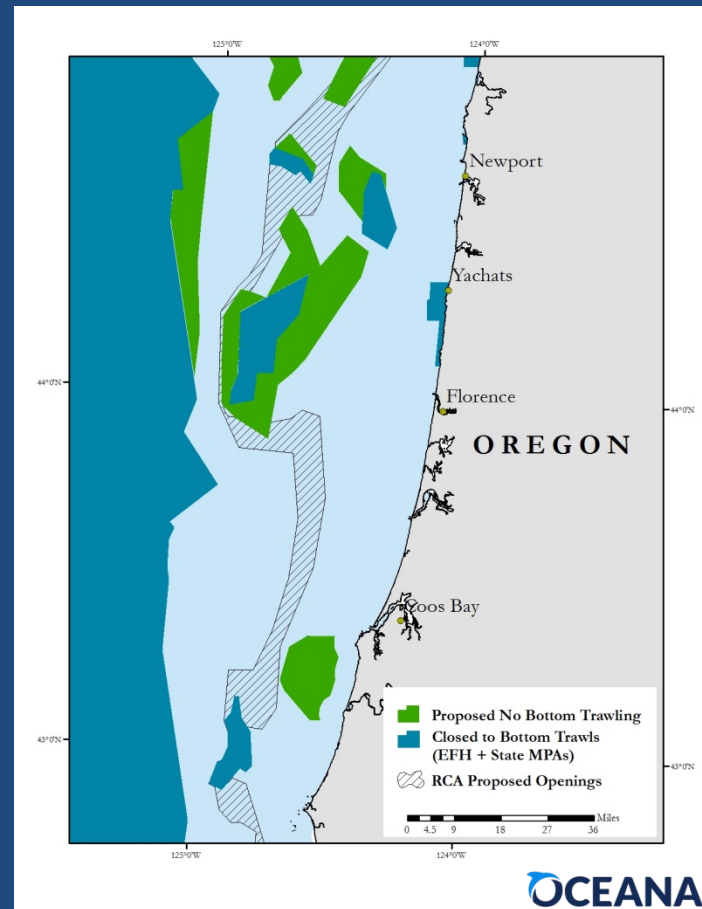 125°0'W
124°0'W
Newport
Yachats
44°0'N
Florence
44°0'N
OREGON
Coos Bay
Proposed No Bottom Trawling
Closed to Bottom Trawls
(EFH + State MPAs)
RCA Proposed Openings
43°0'N
43°0'N
Miles
0 4.5 9 18 27 36
125°0'W
124°0'W
OCEANA